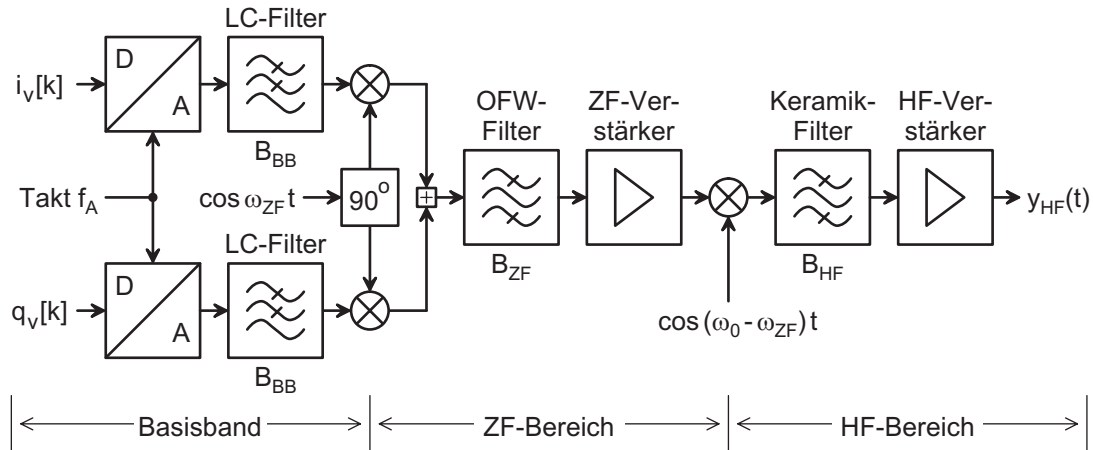 LC-Filter
D
A
i_v[k]
B_BB
OFW-
Filter
ZF-Ver-
stärker
Keramik-
Filter
HF-Ver-
stärker
Takt f_A
cos ω_ZF t
90°
+
y_HF(t)
B_ZF
B_HF
LC-Filter
D
A
q_v[k]
B_BB
cos (ω_0 - ω_ZF) t
Basisband
ZF-Bereich
HF-Bereich